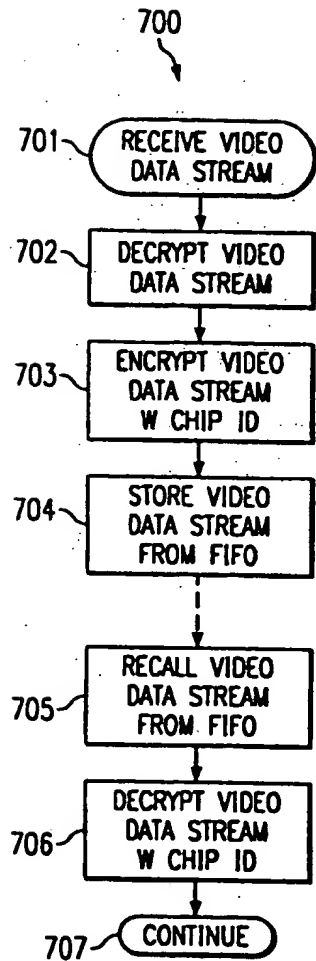 700
701
RECEIVE VIDEO
DATA STREAM
702
DECRYPT VIDEO
DATA STREAM
703
ENCRYPT VIDEO
DATA STREAM
W CHIP ID
704
STORE VIDEO
DATA STREAM
FROM FIFO
705
RECALL VIDEO
DATA STREAM
FROM FIFO
706
DECRYPT VIDEO
DATA STREAM
W CHIP ID
707
CONTINUE